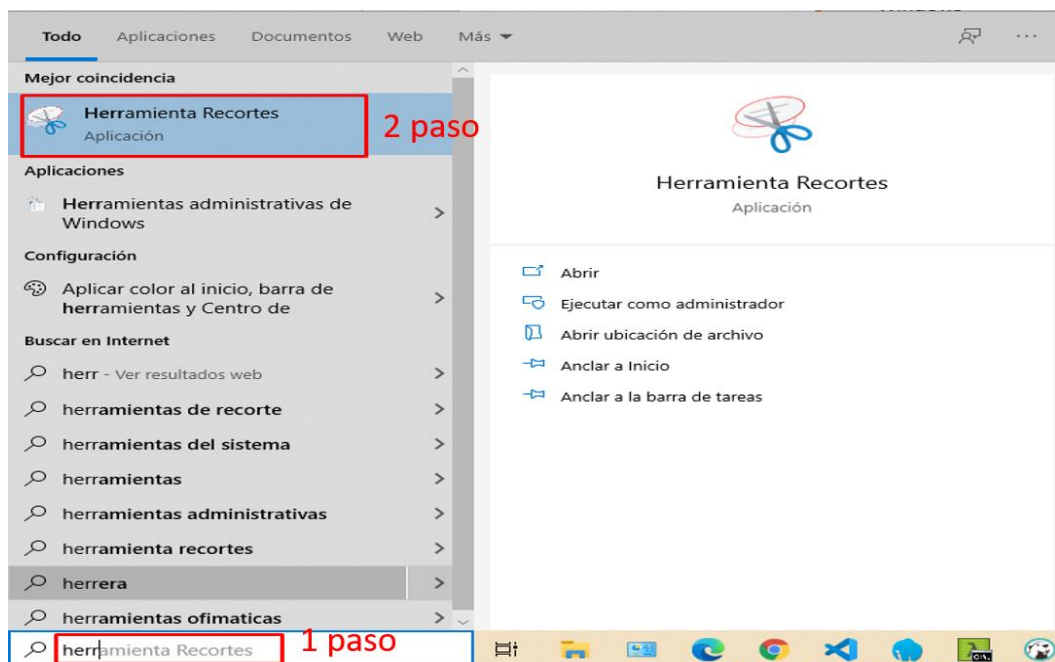 Todo Aplicaciones Documentos Web Más
Mejor coincidencia
Herramienta Recortes
Aplicación
2 paso
Aplicaciones
Herramientas administrativas de
Windows
Configuración
Aplicar color al inicio, barra de
herramientas y Centro de
Buscar en Internet
herr - Ver resultados web
herramientas de recorte
herramientas del sistema
herramientas
herramientas administrativas
herramienta recortes
herrera
herramientas ofimaticas
herramienta Recortes
1 paso
Herramienta Recortes
Aplicación
Abrir
Ejecutar como administrador
Abrir ubicación de archivo
Anclar a Inicio
Anclar a la barra de tareas